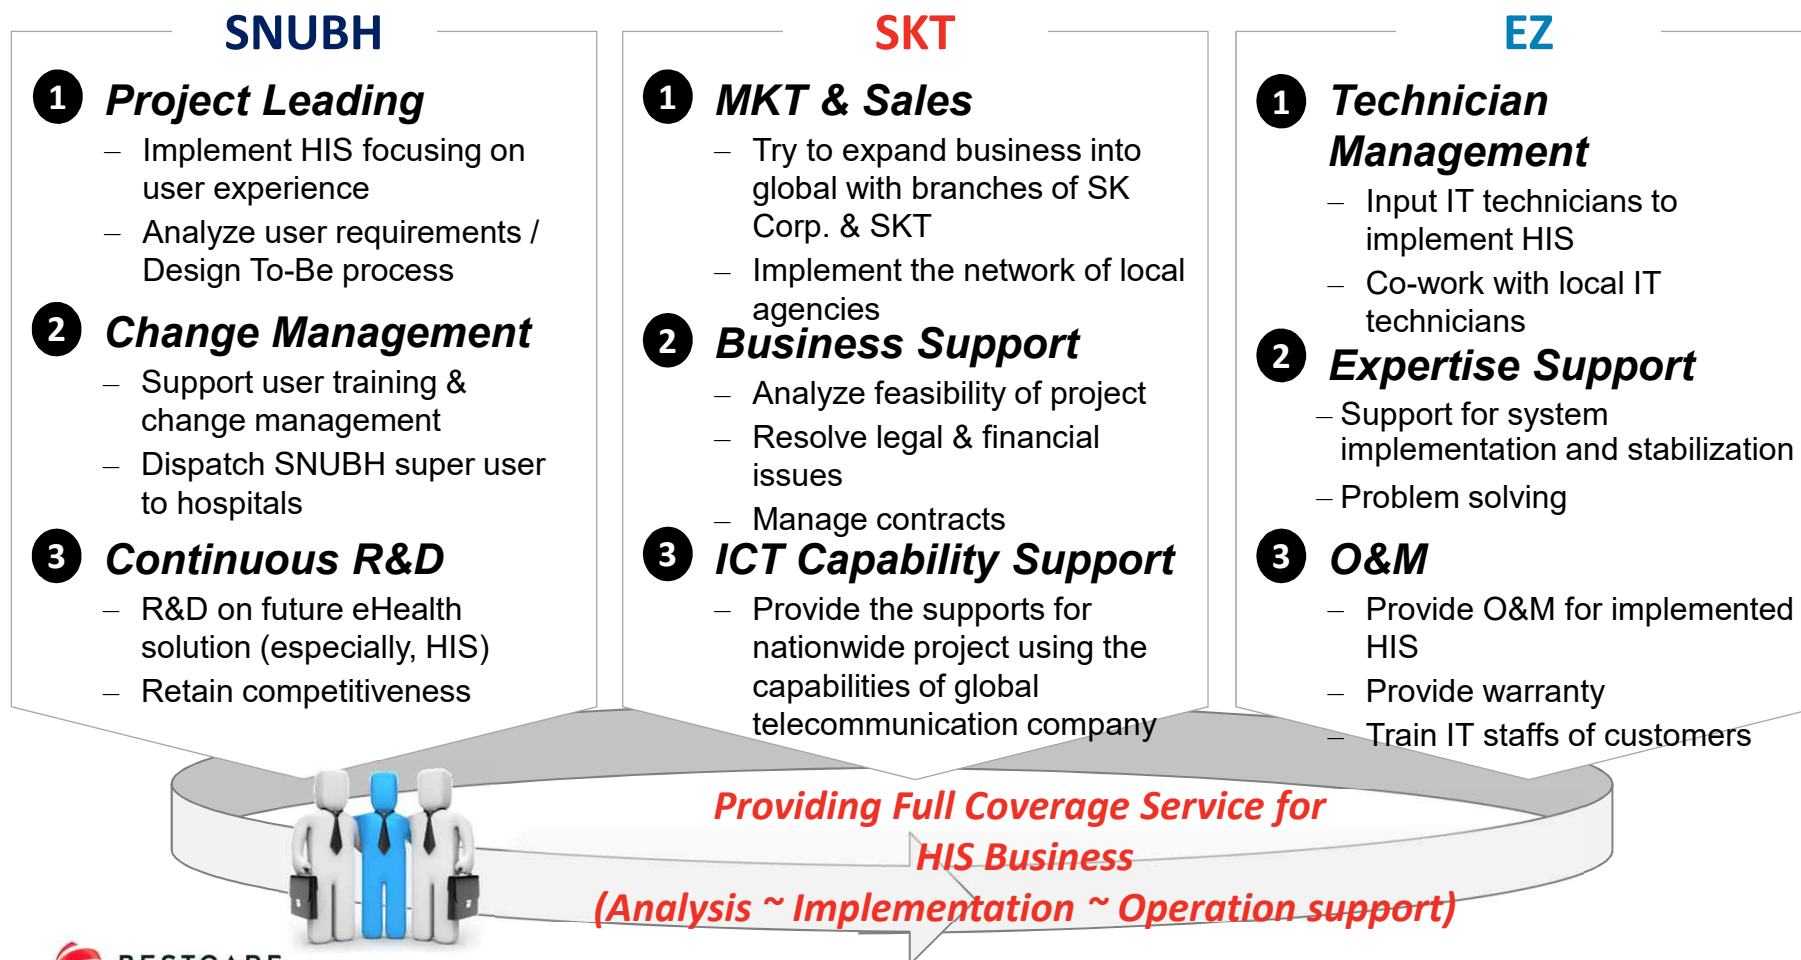 SNUBH
1 Project Leading
– Implement HIS focusing on
user experience
– Analyze user requirements /
Design To-Be process
2 Change Management
– Support user training &
change management
– Dispatch SNUBH super user
to hospitals
3 Continuous R&D
– R&D on future eHealth
solution (especially, HIS)
– Retain competitiveness
SKT
1 MKT & Sales
– Try to expand business into
global with branches of SK
Corp. & SKT
– Implement the network of local
agencies
2 Business Support
– Analyze feasibility of project
– Resolve legal & financial
issues
– Manage contracts
3 ICT Capability Support
– Provide the supports for
nationwide project using the
capabilities of global
telecommunication company
EZ
1 Technician
Management
– Input IT technicians to
implement HIS
– Co-work with local IT
technicians
2 Expertise Support
– Support for system
implementation and stabilization
– Problem solving
3 O&M
– Provide O&M for implemented
HIS
– Provide warranty
– Train IT staffs of customers
Providing Full Coverage Service for
HIS Business
(Analysis ~ Implementation ~ Operation support)
BESTCARE